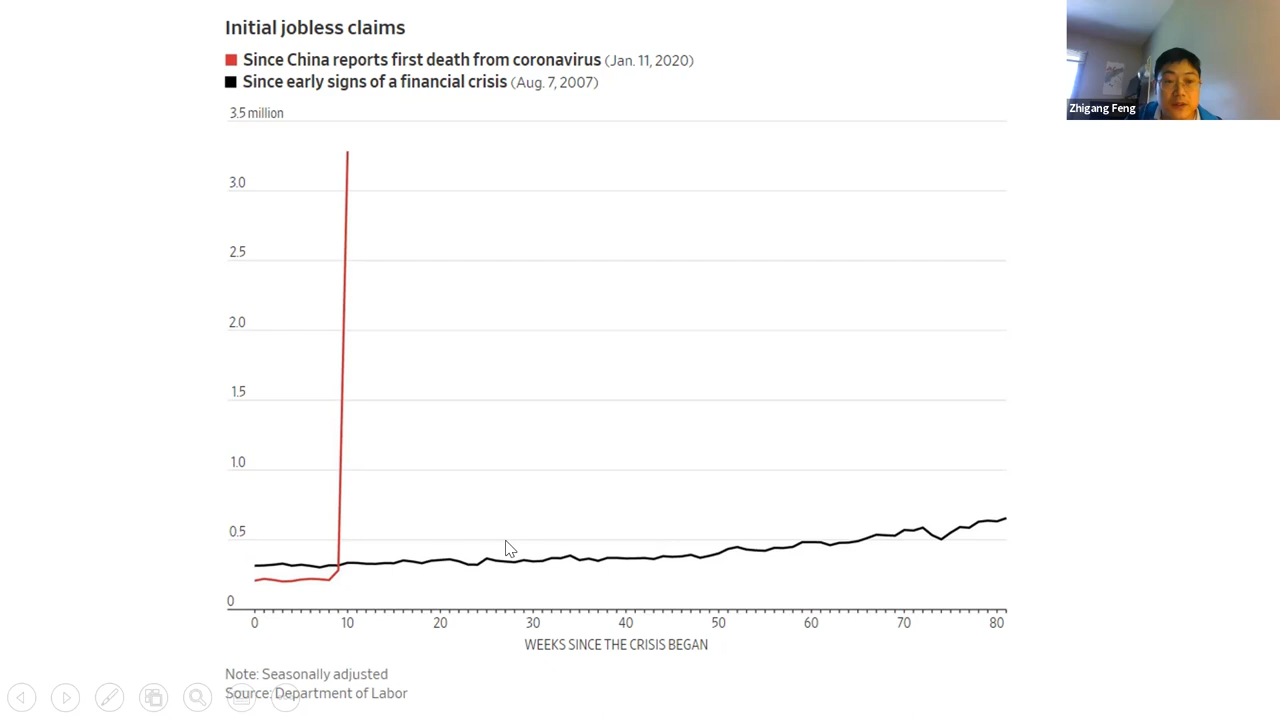 Initial jobless claims
Since China reports first death from coronavirus (Jan. 11, 2020)
Since early signs of a financial crisis (Aug. 7, 2007)
3.5 million
3.0
2.5
2.0
1.5
1.0
0.5
0
0 10 20 30 40 50 60 70 80
WEEKS SINCE THE CRISIS BEGAN
Note: Seasonally adjusted
Source: Department of Labor
Zhigang Feng